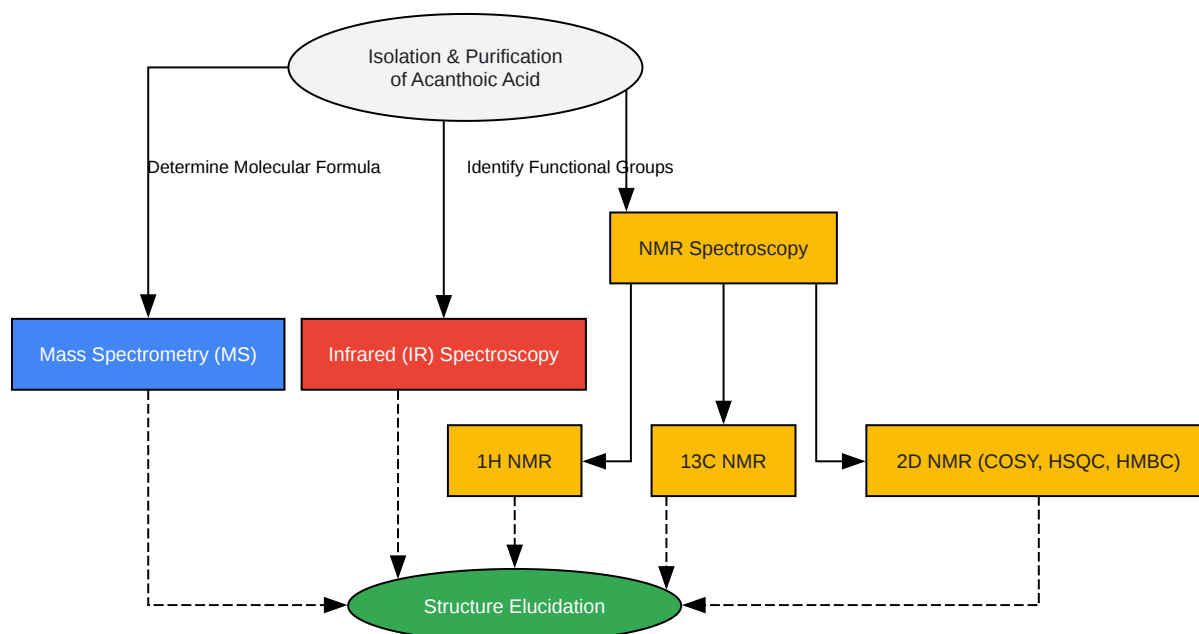 Isolation & Purification
of Acanthoic Acid
Determine Molecular Formula
Identify Functional Groups
NMR Spectroscopy
Mass Spectrometry (MS)
Infrared (IR) Spectroscopy
1H NMR
13C NMR
2D NMR (COSY, HSQC, HMBC)
Structure Elucidation